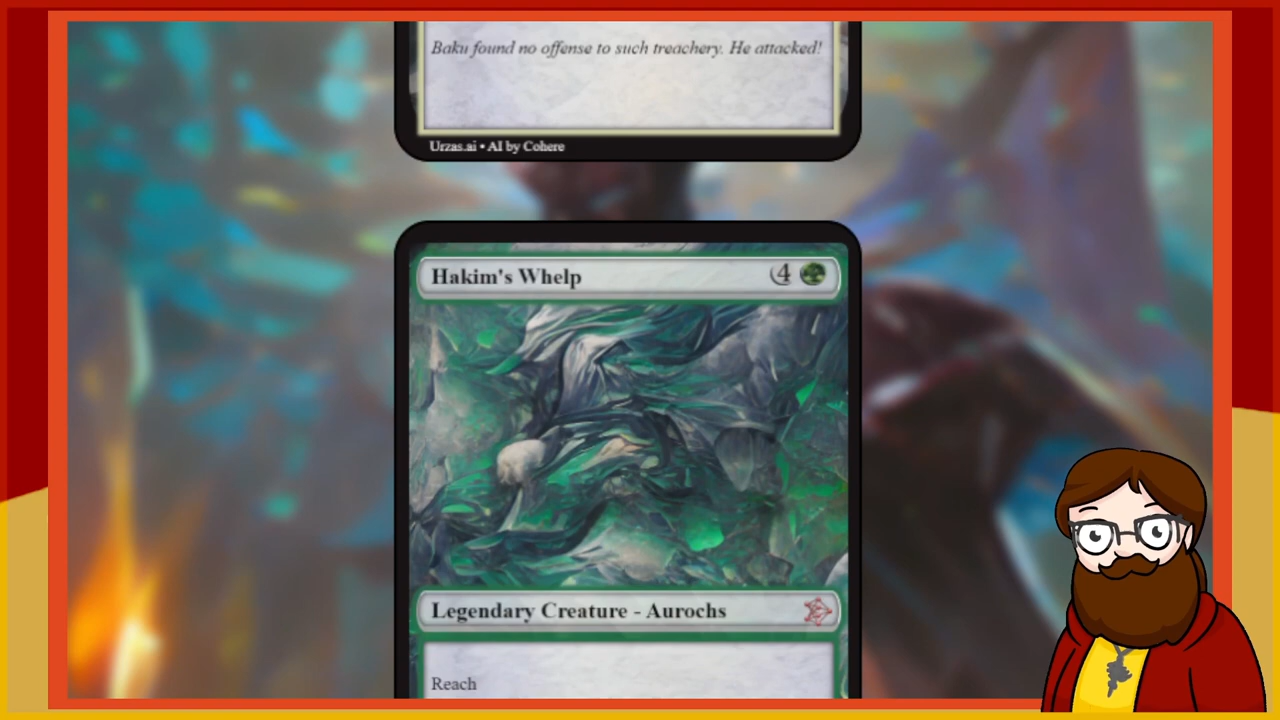 Baku found no offense to such treachery. He attacked!
Urzas.ai • AI by Cohere
Hakim's Whelp 4
Legendary Creature - Aurochs
Reach